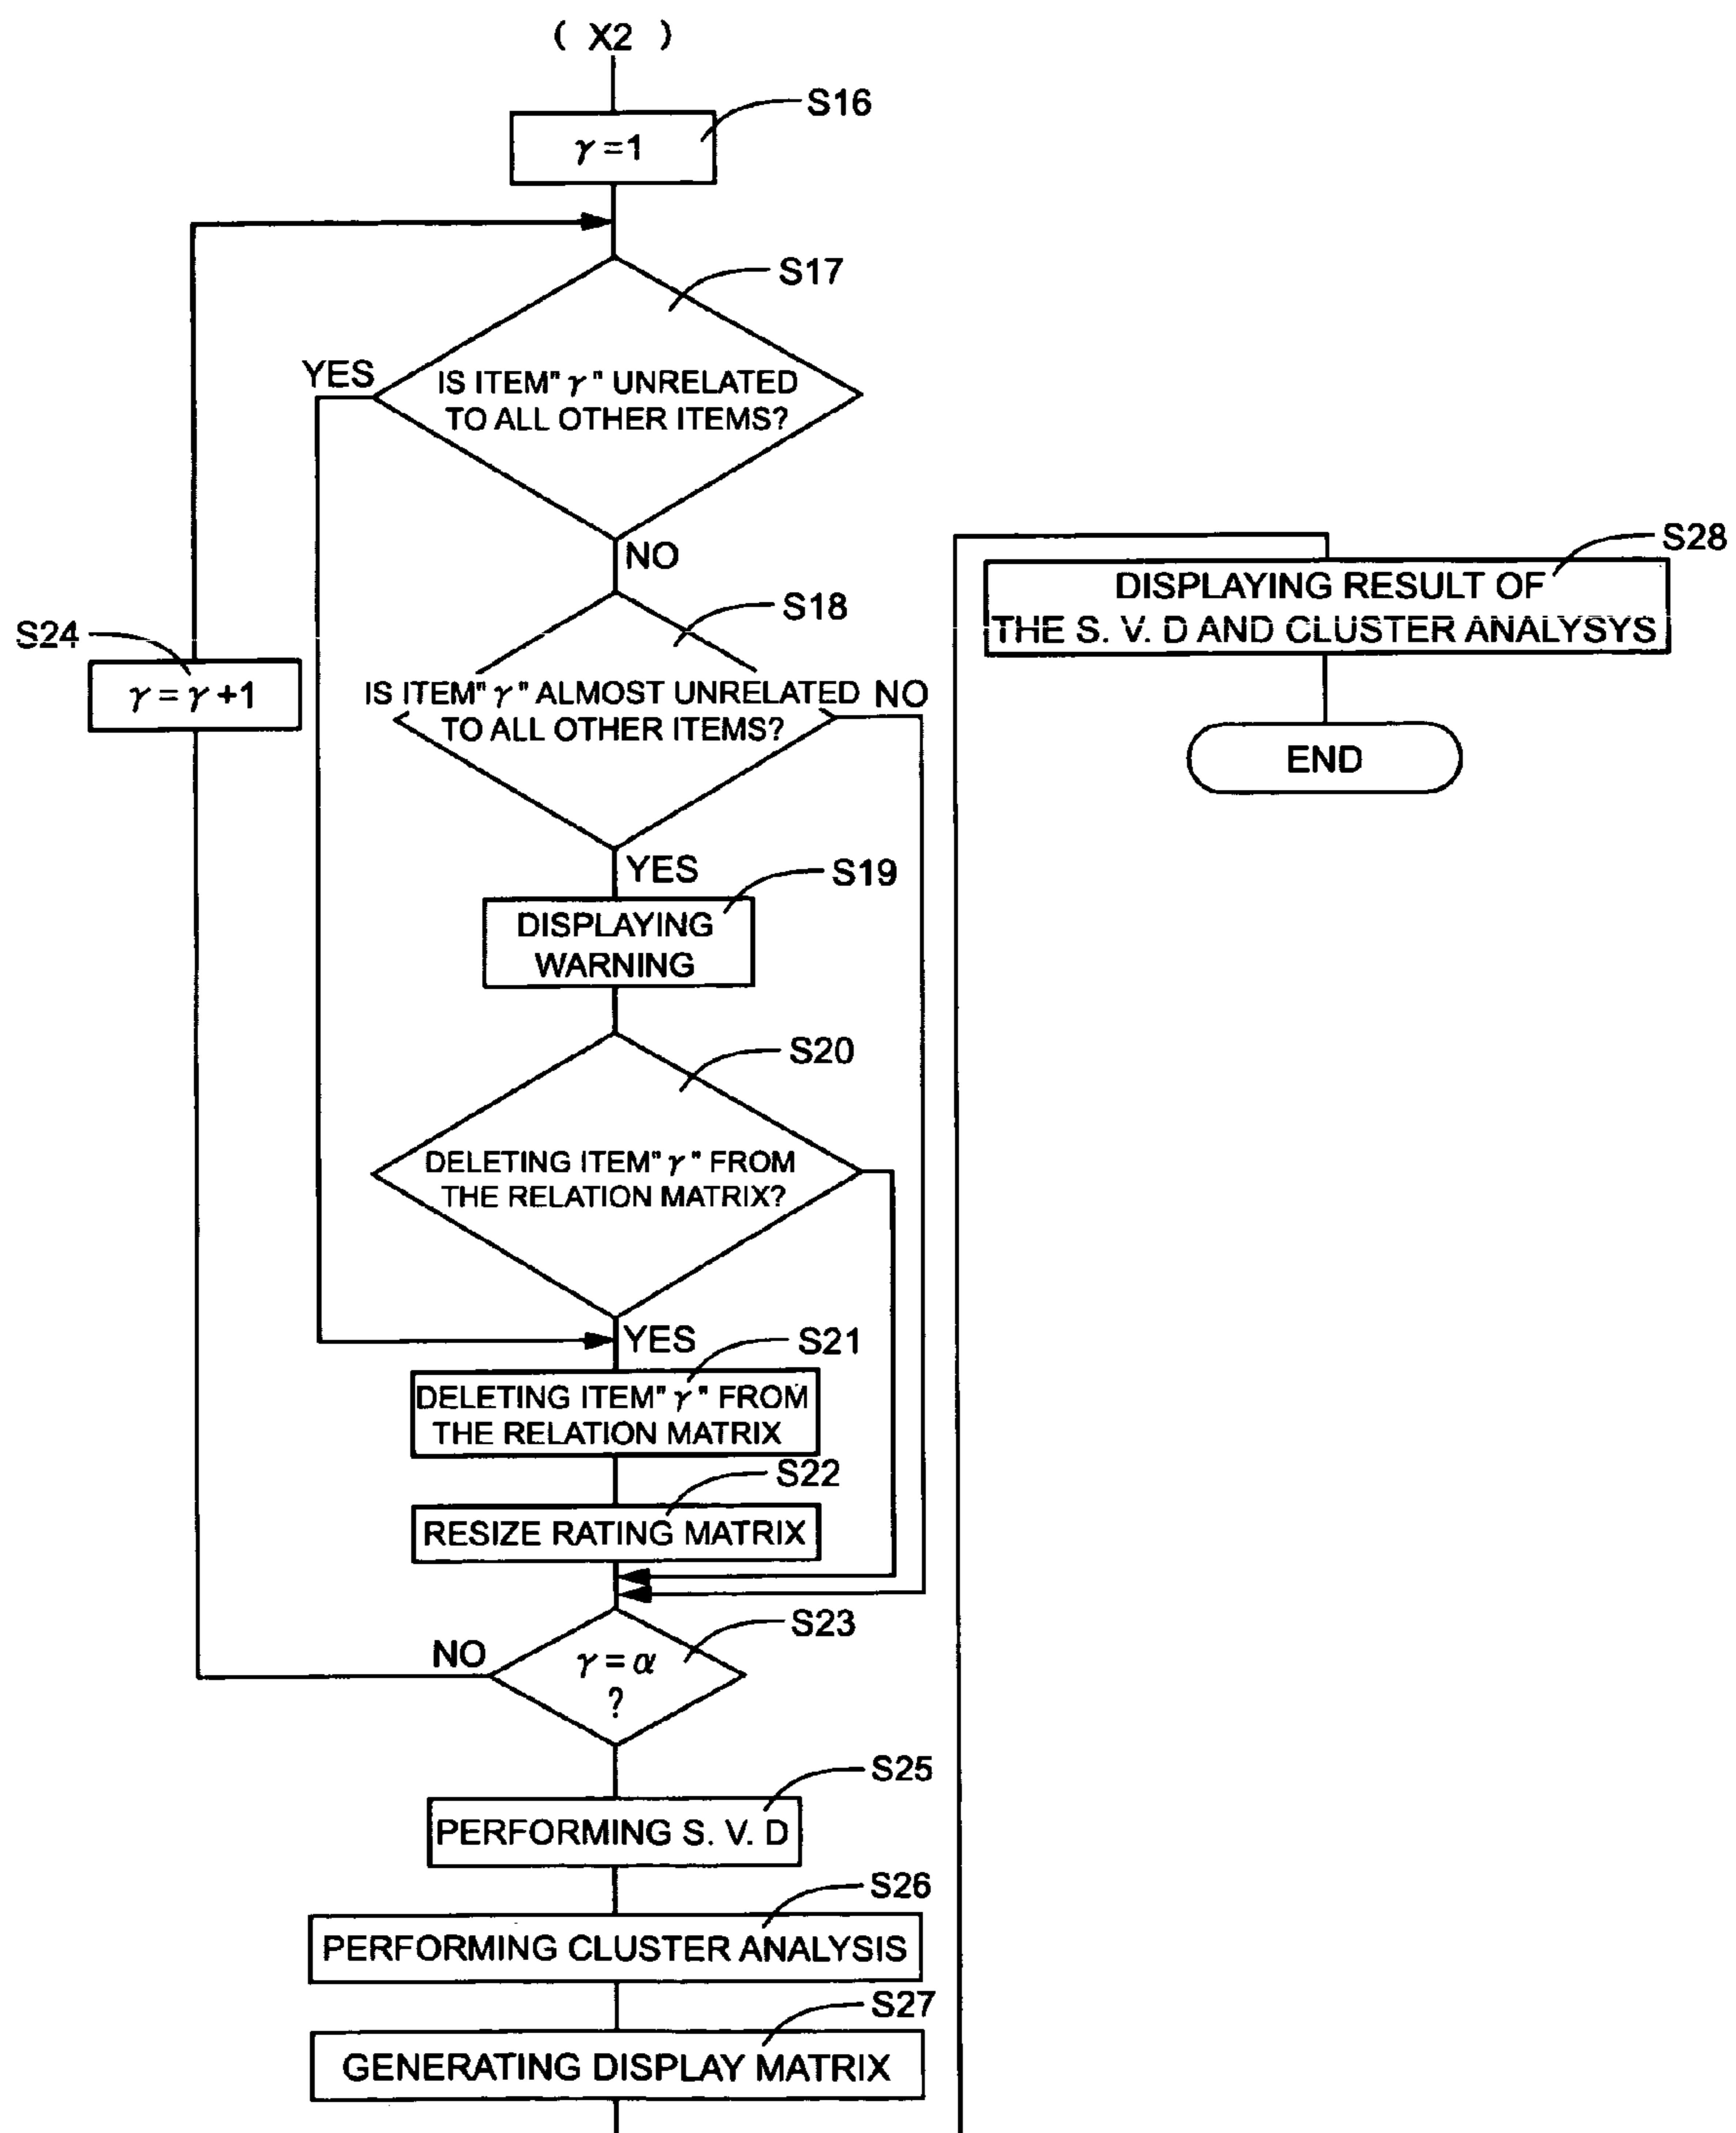 ( X2 )
S16
γ=1
S17
YES
IS ITEM" γ " UNRELATED
TO ALL OTHER ITEMS?
NO
S18
IS ITEM" γ " ALMOST UNRELATED
TO ALL OTHER ITEMS?
NO
S24
γ = γ +1
YES
S19
DISPLAYING
WARNING
S20
DELETING ITEM" γ " FROM
THE RELATION MATRIX?
YES
S21
DELETING ITEM" γ " FROM
THE RELATION MATRIX
S22
RESIZE RATING MATRIX
S23
NO
γ = α
?
S25
PERFORMING S. V. D
S26
PERFORMING CLUSTER ANALYSIS
S27
GENERATING DISPLAY MATRIX
S28
DISPLAYING RESULT OF
THE S. V. D AND CLUSTER ANALYSYS
END